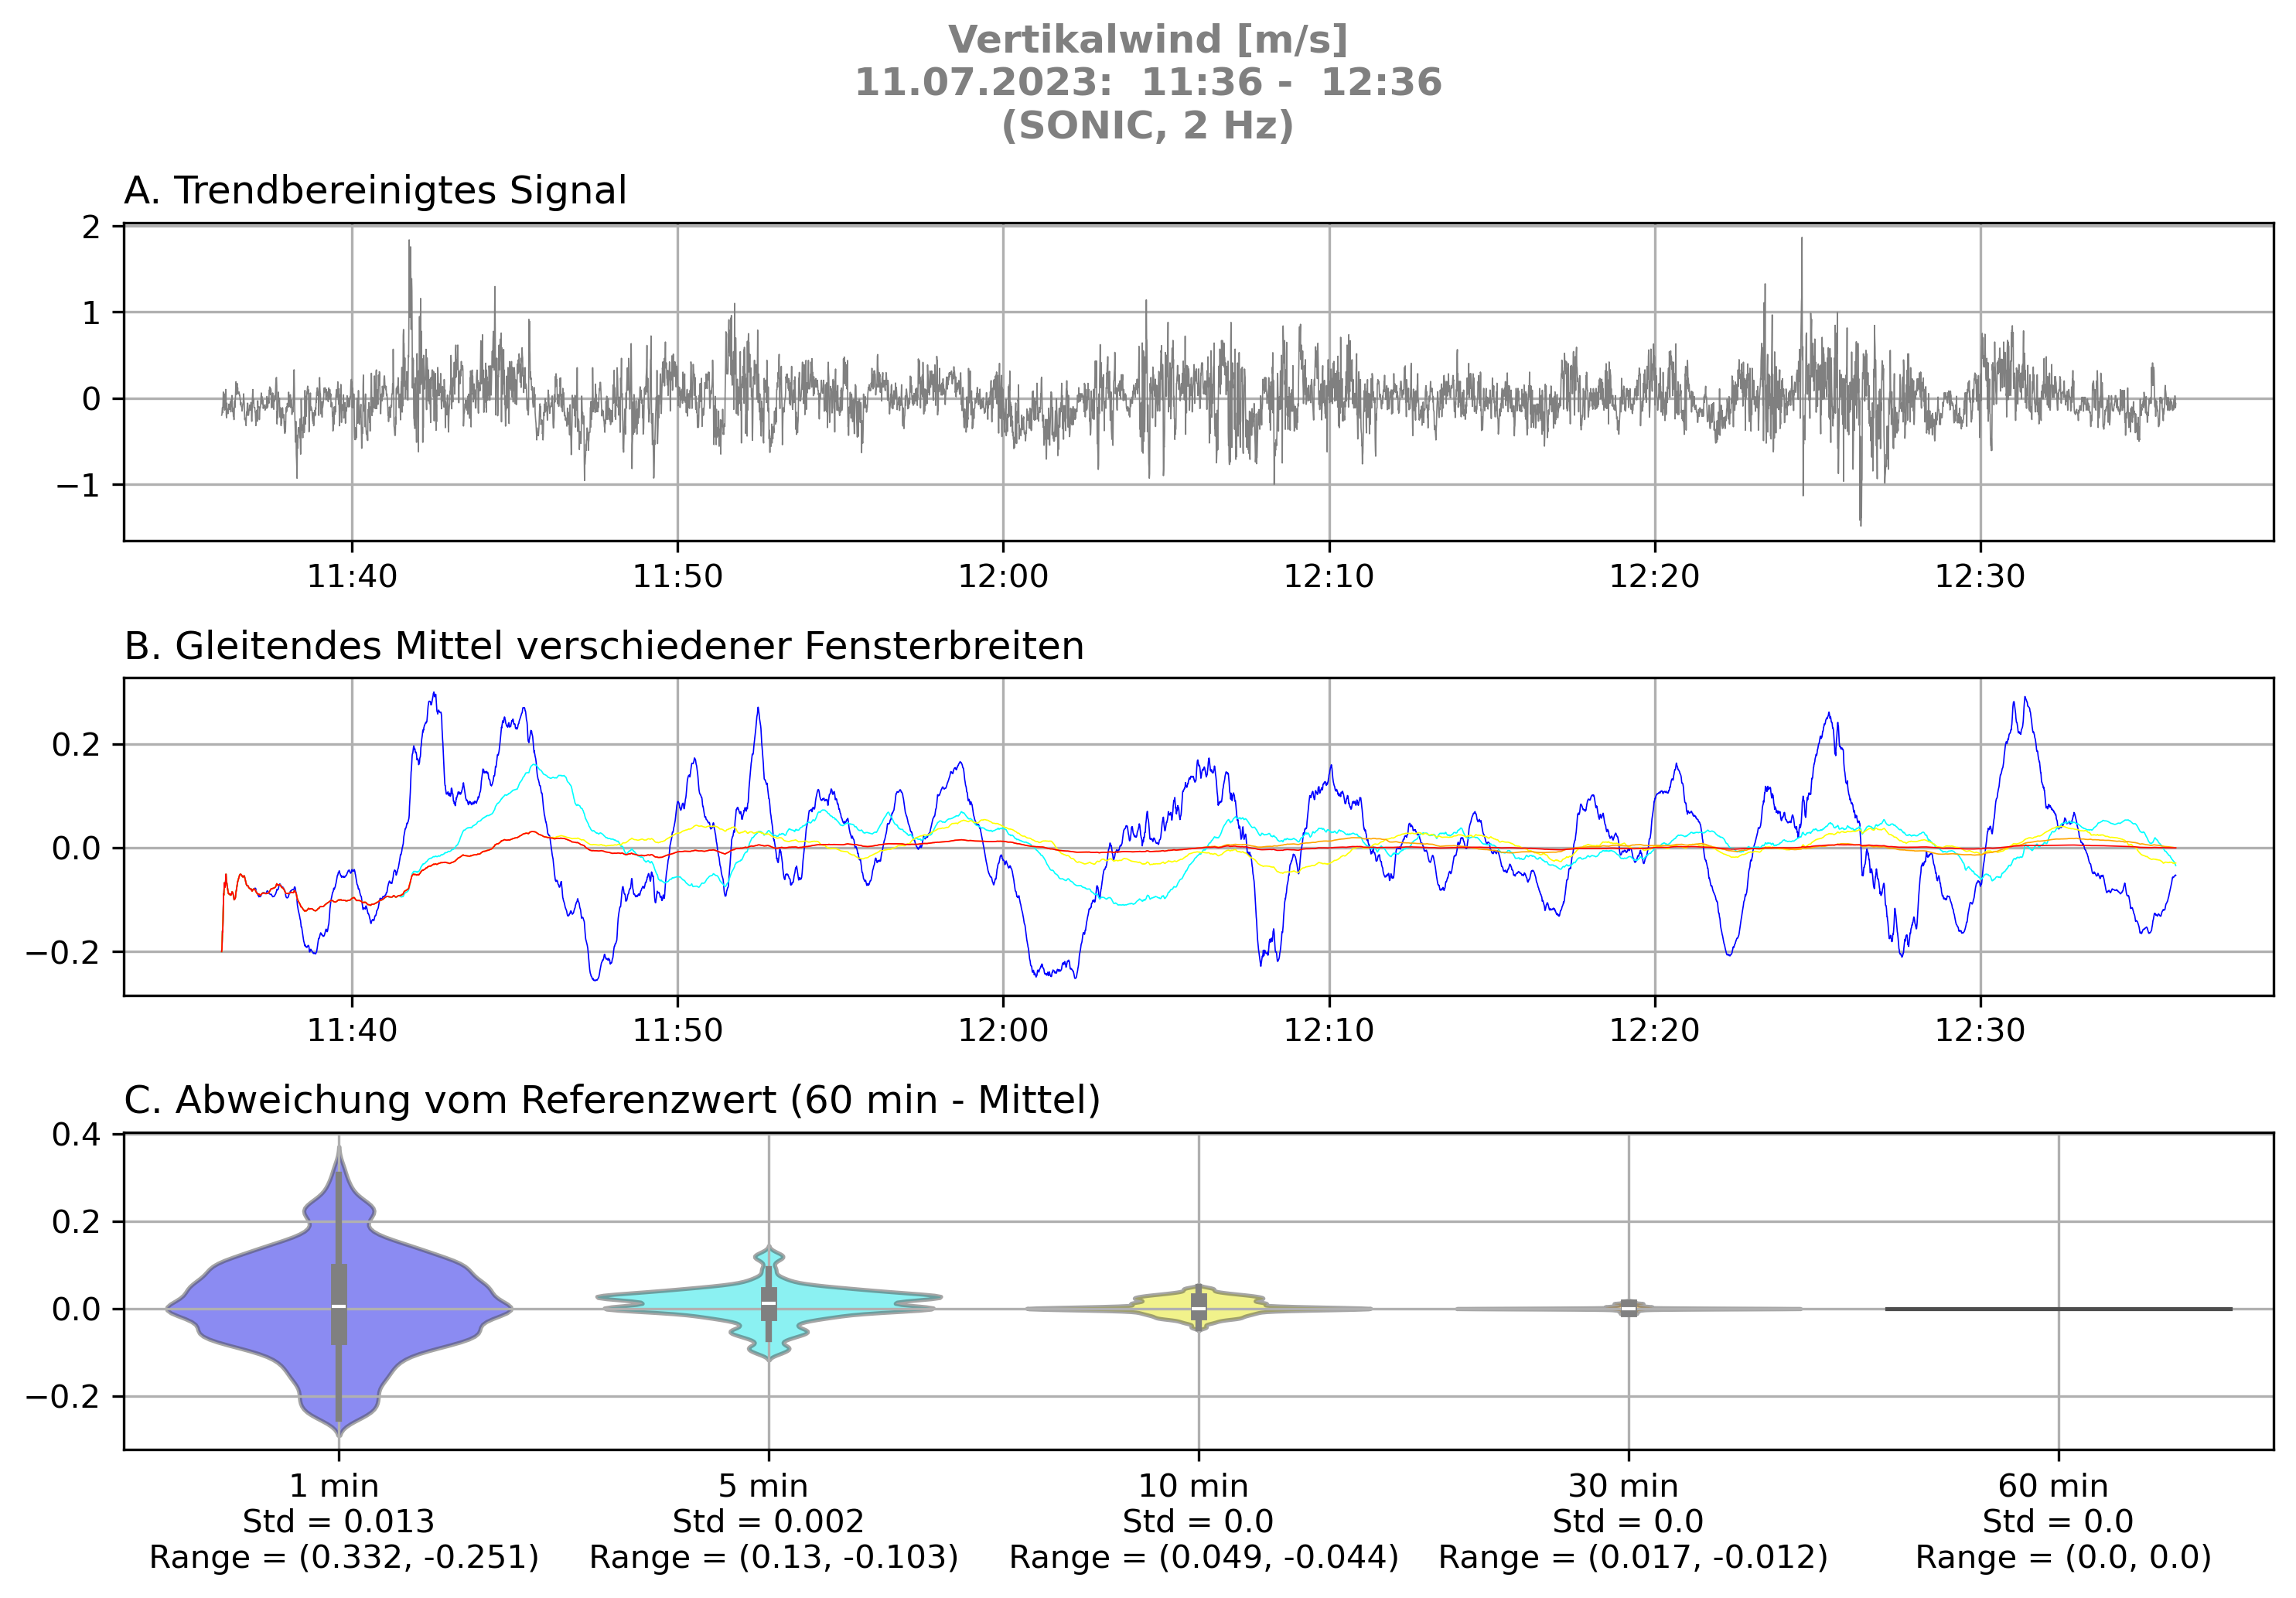 Vertikalwind [m/s]
11.07.2023:  11:36 -  12:36
(SONIC, 2 Hz)
A. Trendbereinigtes Signal
2
1
0
−1
11:40 11:50 12:00 12:10 12:20 12:30
B. Gleitendes Mittel verschiedener Fensterbreiten
0.2
0.0
−0.2
11:40 11:50 12:00 12:10 12:20 12:30
C. Abweichung vom Referenzwert (60 min - Mittel)
0.4
0.2
0.0
−0.2
1 min 5 min 10 min 30 min 60 min
Std = 0.013 Std = 0.002 Std = 0.0 Std = 0.0 Std = 0.0
Range = (0.332, -0.251) Range = (0.13, -0.103) Range = (0.049, -0.044) Range = (0.017, -0.012) Range = (0.0, 0.0)